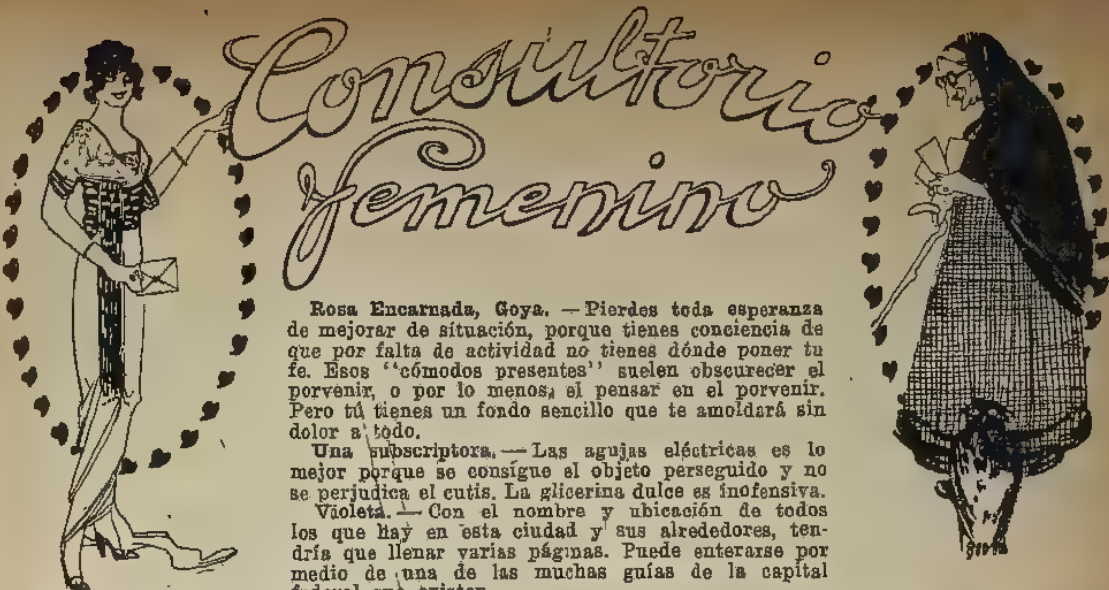 Consultorio
femenino
Rosa Encarnada, Goya. — Pierdes toda esperanza
de mejorar de situación, porque tienes conciencia de
que por falta de actividad no tienes dónde poner tu
fe. Esos "cómodos presentes" suelen obscurecer el
porvenir, o por lo menos, el pensar en el porvenir.
Pero tú tienes un fondo sencillo que te amoldará sin
dolor a todo.
Una subscriptora. — Las agujas eléctricas es lo
mejor porque se consigue el objeto perseguido y no
se perjudica el cutis. La glicerina dulce es inofensiva.
Violeta. — Con el nombre y ubicación de todos
los que hay en esta ciudad y sus alrededores, ten-
dría que llenar varias páginas. Puede enterarse por
medio de una de las muchas guías de la capital